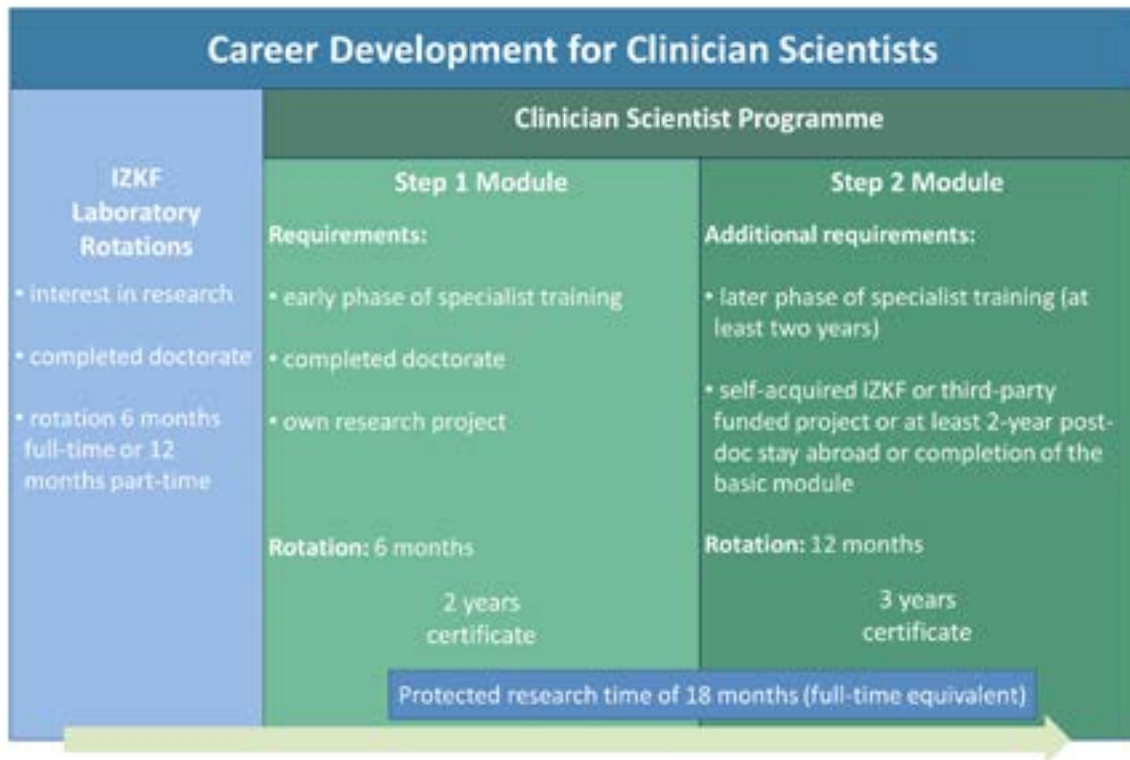 Career Development for Clinician Scientists
Clinician Scientist Programme
IZKF
Laboratory
Rotations
• interest in research
• completed doctorate
• rotation 6 months
full-time or 12
months part-time
Step 1 Module
Requirements:
• early phase of specialist training
• completed doctorate
• own research project
Rotation: 6 months
2 years
certificate
Step 2 Module
Additional requirements:
• later phase of specialist training (at
least two years)
• self-acquired IZKF or third-party
funded project or at least 2-year post-
doc stay abroad or completion of the
basic module
Rotation: 12 months
3 years
certificate
Protected research time of 18 months (full-time equivalent)